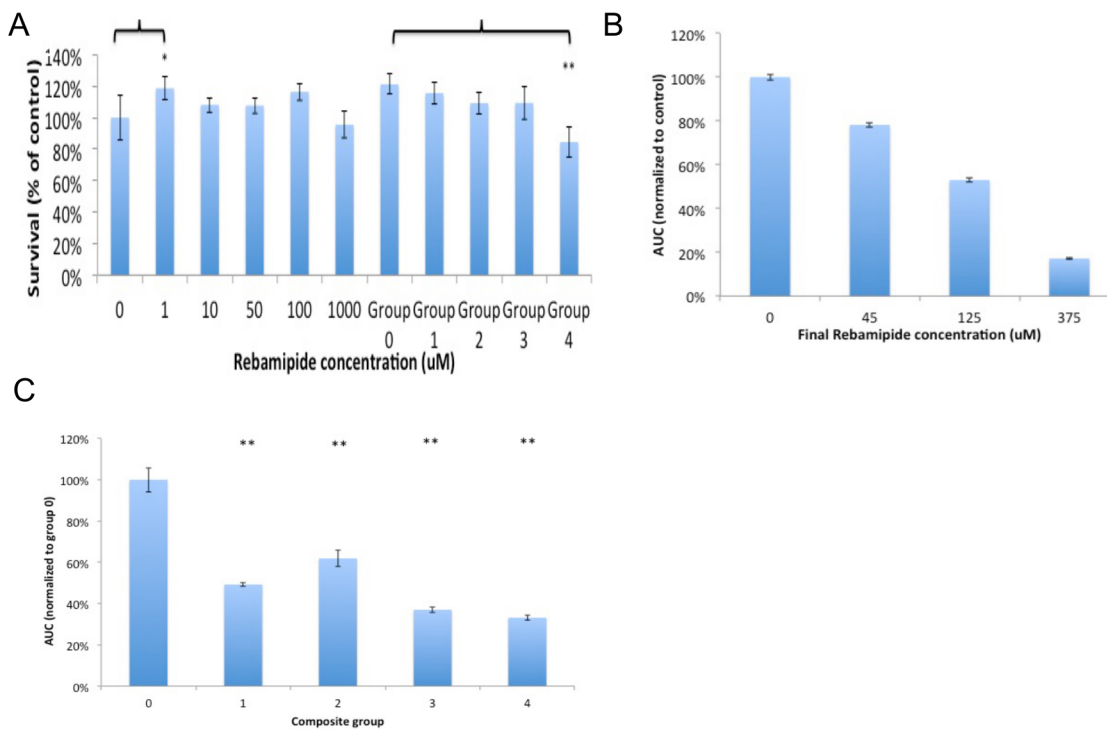 A
Survival (% of control)
140%
120%
100%
80%
60%
40%
20%
0%
*
**
0 1 10 50 100 1000 Group Group Group Group Group
0 1 2 3 4
Rebamipide concentration (uM)
B
AUC (normalized to control)
120%
100%
80%
60%
40%
20%
0%
0 45 125 375
Final Rebamipide concentration (uM)
C
AUC (normalized to group 0)
120%
100%
80%
60%
40%
20%
0%
** ** ** **
0 1 2 3 4
Composite group